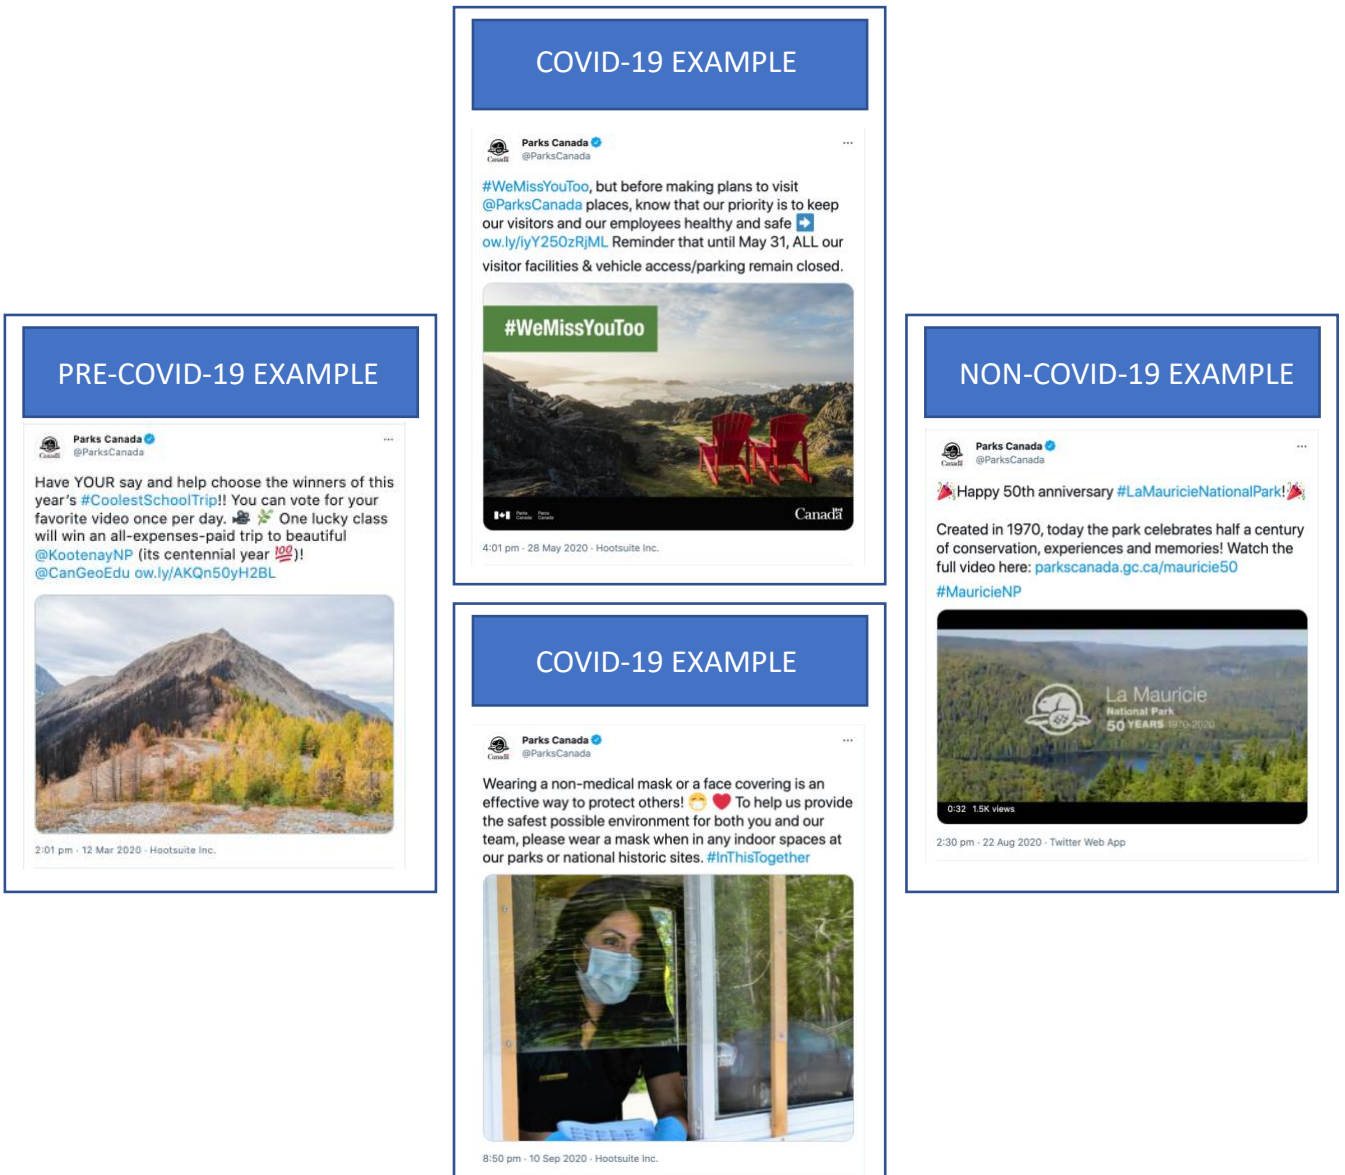 COVID-19 EXAMPLE
Parks Canada
@ParksCanada
Canada
#WeMissYouToo, but before making plans to visit
@ParksCanada places, know that our priority is to keep
our visitors and our employees healthy and safe ➡️
ow.ly/iyY250zRjML Reminder that until May 31, ALL our
visitor facilities & vehicle access/parking remain closed.
#WeMissYouToo
Parks Canada Parcs Canada
Canada
4:01 pm · 28 May 2020 · Hootsuite Inc.
PRE-COVID-19 EXAMPLE
Parks Canada
@ParksCanada
Canada
Have YOUR say and help choose the winners of this
year's #CoolestSchoolTrip!! You can vote for your
favorite video once per day. 🎥 🌿 One lucky class
will win an all-expenses-paid trip to beautiful
@KootenayNP (its centennial year 💯)!
@CanGeoEdu ow.ly/AKQn50yH2BL
2:01 pm · 12 Mar 2020 · Hootsuite Inc.
COVID-19 EXAMPLE
Parks Canada
@ParksCanada
Canada
Wearing a non-medical mask or a face covering is an
effective way to protect others! 😷 ❤️ To help us provide
the safest possible environment for both you and our
team, please wear a mask when in any indoor spaces at
our parks or national historic sites. #InThisTogether
8:50 pm · 10 Sep 2020 · Hootsuite Inc.
NON-COVID-19 EXAMPLE
Parks Canada
@ParksCanada
Canada
🎉Happy 50th anniversary #LaMauricieNationalPark!🎉
Created in 1970, today the park celebrates half a century
of conservation, experiences and memories! Watch the
full video here: parkscanada.gc.ca/mauricie50
#MauricieNP
La Mauricie
National Park
50 YEARS 1970-2020
0:32 1.5K views
2:30 pm · 22 Aug 2020 · Twitter Web App